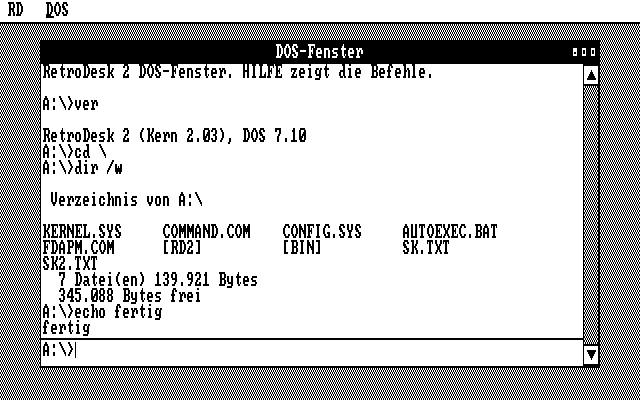 RD DOS
DOS-Fenster
RetroDesk 2 DOS-Fenster. HILFE zeigt die Befehle.
A:\>ver
RetroDesk 2 (Kern 2.03), DOS 7.10
A:\>cd \
A:\>dir /w
Verzeichnis von A:\
KERNEL.SYS COMMAND.COM CONFIG.SYS AUTOEXEC.BAT
FDAPM.COM [RD2] [BIN] SK.TXT
SK2.TXT
7 Datei(en) 139.921 Bytes
345.088 Bytes frei
A:\>echo fertig
fertig
A:\>